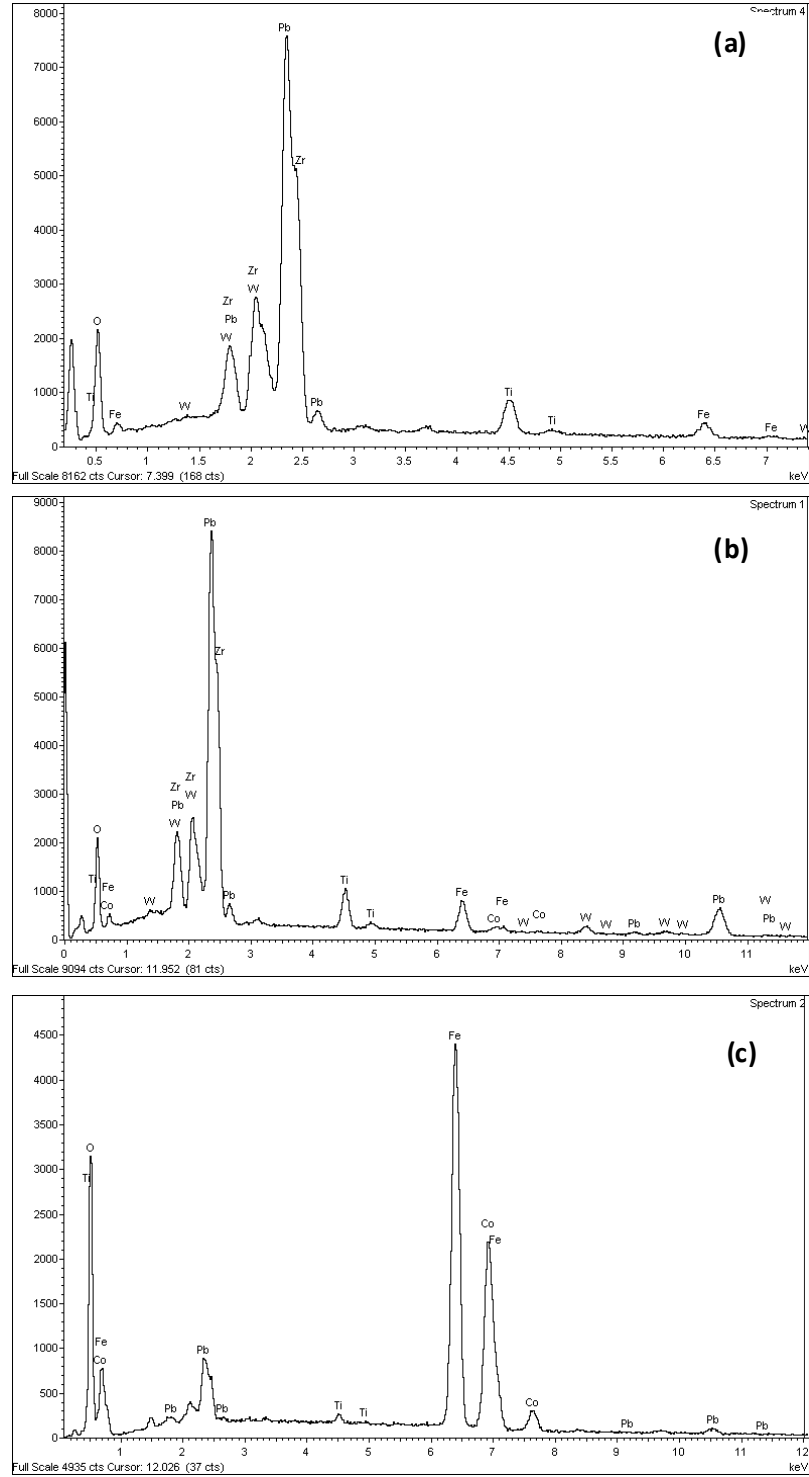 Spectrum 4
(a)
8000
7000
6000
5000
4000
3000
2000
1000
0
Pb
Zr
Zr
W
Zr
Pb
W
O
Ti
Fe
W
Pb
Ti
Ti
Fe
Fe
W
0.5 1 1.5 2 2.5 3 3.5 4 4.5 5 5.5 6 6.5 7
Full Scale 8162 cts Cursor: 7.399 (168 cts) keV
Spectrum 1
(b)
9000
8000
7000
6000
5000
4000
3000
2000
1000
0
Pb
Zr
Zr
W
Zr
Pb
W
O
Ti
Fe
Co
W
Pb
Ti
Ti
Fe
Co
Fe
W
Co
W
W
Pb
W
W
Pb
W
Pb
W
0 1 2 3 4 5 6 7 8 9 10 11
Full Scale 9094 cts Cursor: 11.952 (81 cts) keV
Spectrum 2
(c)
4500
4000
3500
3000
2500
2000
1500
1000
500
0
O
Ti
Fe
Co
Pb
Pb
Pb
Ti
Ti
Fe
Co
Fe
Co
Pb
Pb
Pb
1 2 3 4 5 6 7 8 9 10 11 12
Full Scale 4935 cts Cursor: 12.026 (37 cts) keV